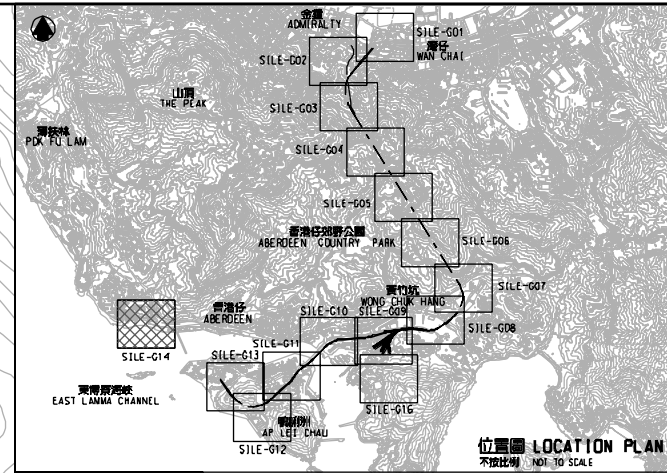 金鐘
ADMIRALTY
SILE-G01
灣仔
WAN CHAI
SILE-G02
山頂
THE PEAK
SILE-G03
薄扶林
POK FU LAM
SILE-G04
SILE-G05
香港仔郊野公園
ABERDEEN COUNTRY PARK
SILE-G06
黃竹坑
WONG CHUK HANG
SILE-G07
香港仔
ABERDEEN
SILE-G10
SILE-G09
SILE-G08
SILE-G11
SILE-G14
SILE-G13
東博寮海峽
EAST LAMMA CHANNEL
鴨脷洲
AP LEI CHAU
SILE-G16
SILE-G12
位置圖 LOCATION PLAN
不按比例 NOT TO SCALE